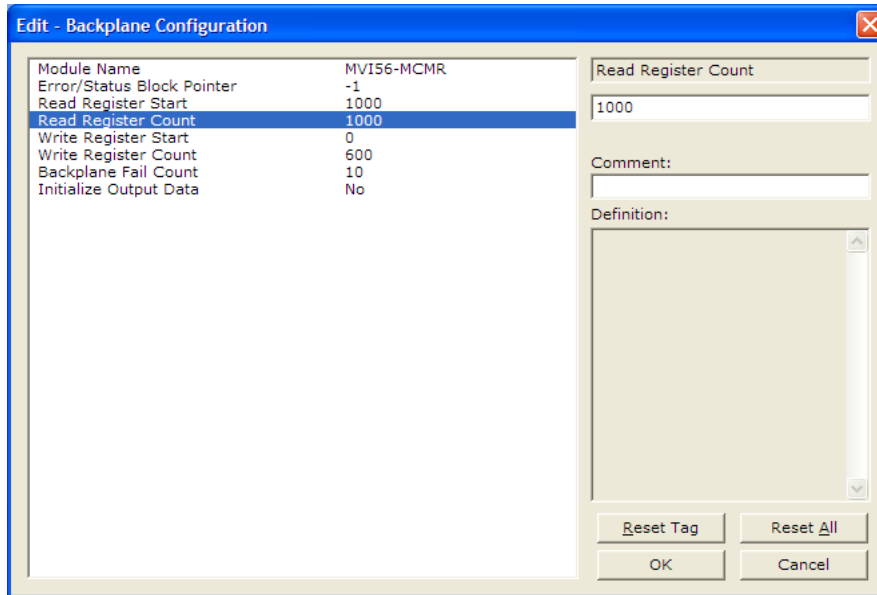 Edit - Backplane Configuration
Module Name MVI56-MCMR
Error/Status Block Pointer -1
Read Register Start 1000
Read Register Count 1000
Write Register Start 0
Write Register Count 600
Backplane Fail Count 10
Initialize Output Data No
Read Register Count
1000
Comment:
Definition:
Reset Tag Reset All
OK Cancel